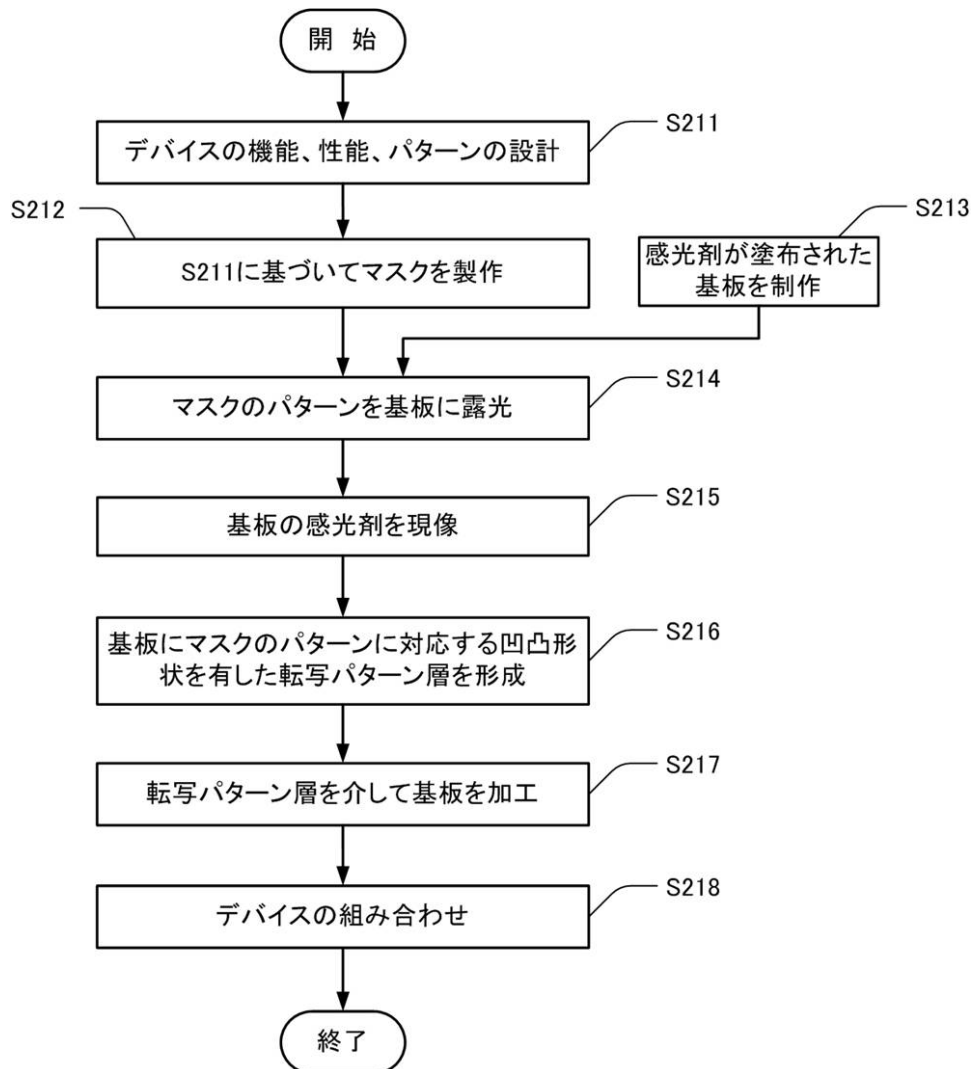 開 始
S211
デバイスの機能、性能、パターンの設計
S212
S213
S211に基づいてマスクを製作
感光剤が塗布された
基板を制作
S214
マスクのパターンを基板に露光
S215
基板の感光剤を現像
S216
基板にマスクのパターンに対応する凹凸形
状を有した転写パターン層を形成
S217
転写パターン層を介して基板を加工
S218
デバイスの組み合わせ
終了